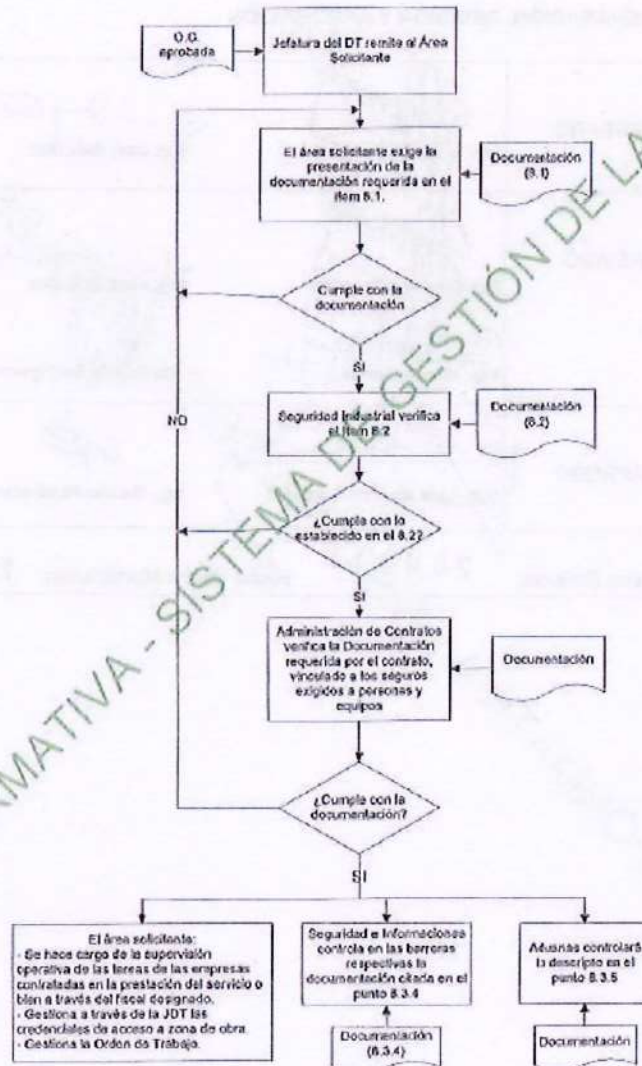 O.G.
aprobada
Jefatura del DT remite al Área
Solicitante
El área solicitante exige la
presentación de la
documentación requerida en el
ítem 8.1.
Documentación
(8.1)
Cumple con la
documentación
SI
NO
Seguridad Industrial verifica
el ítem 8.2
Documentación
(8.2)
¿Cumple con lo
establecido en el 8.2?
SI
Administración de Contratos
verifica la Documentación
requerida por el contrato,
vinculado a los seguros
exigidos a personas y
equipos
Documentación
¿Cumple con la
documentación?
SI
El área solicitante:
- Se hace cargo de la supervisión
operativa de las tareas de las empresas
contratadas en la prestación del servicio o
bien a través del fiscal designado.
- Gestiona a través de la JDT las
credenciales de acceso a zona de obra.
- Gestiona la Orden de Trabajo.
Seguridad e Informaciones
controla en las barreras
respectivas la
documentación citada en el
punto 8.3.4
Documentación
(8.3.4)
Aduanas controlará
lo descripto en el
punto 8.3.5
Documentación
MATIVA - SISTEMA DE GESTIÓN DE LA